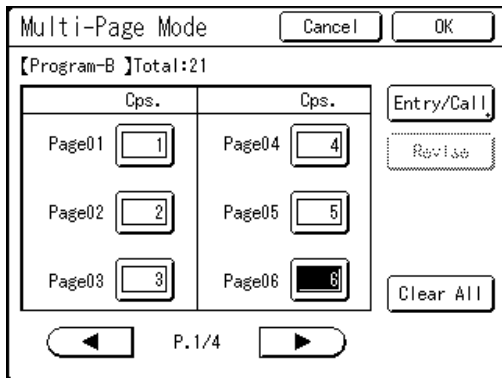 Multi-Page Mode Cancel OK
【Program-B 】Total:21
Cps. Cps. Entry/Call
Page01 1 Page04 4 Revise
Page02 2 Page05 5
Page03 3 Page06 6 Clear All
P.1/4